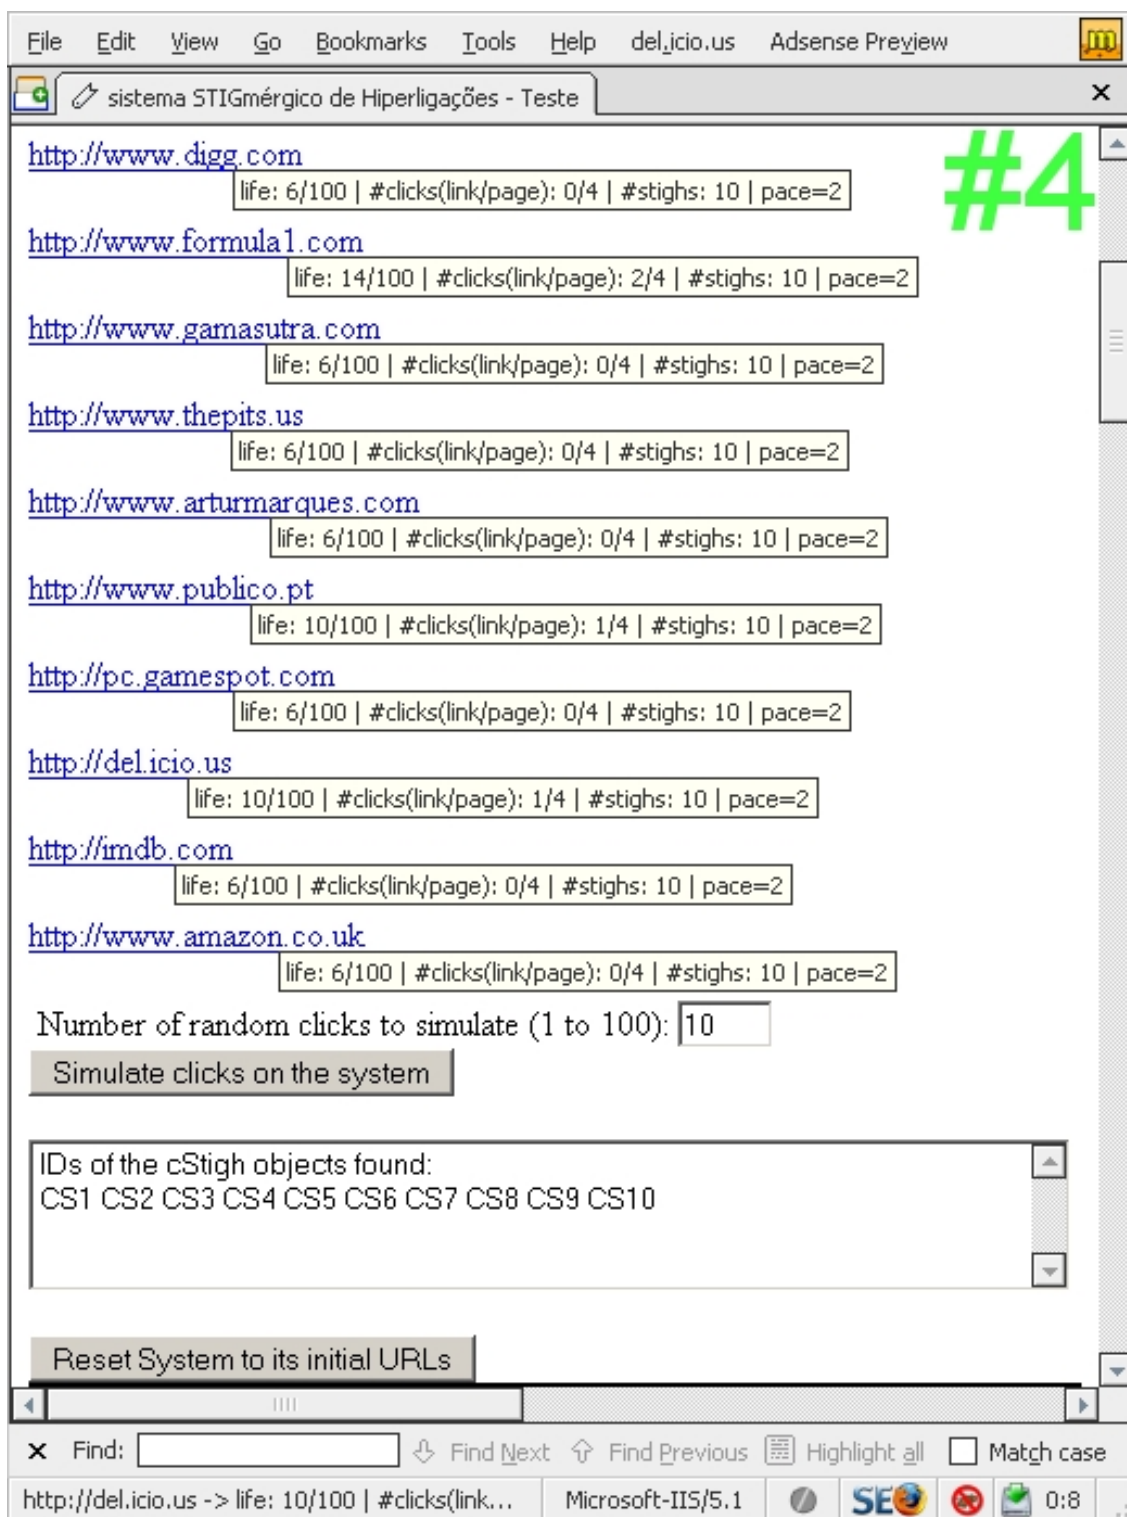 File Edit View Go Bookmarks Tools Help del.icio.us Adsense Preview
sistema STIGmérgico de Hiperligações - Teste
#4
http://www.digg.com
life: 6/100 | #clicks(link/page): 0/4 | #stighs: 10 | pace=2
http://www.formula1.com
life: 14/100 | #clicks(link/page): 2/4 | #stighs: 10 | pace=2
http://www.gamasutra.com
life: 6/100 | #clicks(link/page): 0/4 | #stighs: 10 | pace=2
http://www.thepits.us
life: 6/100 | #clicks(link/page): 0/4 | #stighs: 10 | pace=2
http://www.arturmarques.com
life: 6/100 | #clicks(link/page): 0/4 | #stighs: 10 | pace=2
http://www.publico.pt
life: 10/100 | #clicks(link/page): 1/4 | #stighs: 10 | pace=2
http://pc.gamespot.com
life: 6/100 | #clicks(link/page): 0/4 | #stighs: 10 | pace=2
http://del.icio.us
life: 10/100 | #clicks(link/page): 1/4 | #stighs: 10 | pace=2
http://imdb.com
life: 6/100 | #clicks(link/page): 0/4 | #stighs: 10 | pace=2
http://www.amazon.co.uk
life: 6/100 | #clicks(link/page): 0/4 | #stighs: 10 | pace=2
Number of random clicks to simulate (1 to 100): 10
Simulate clicks on the system
IDs of the cStigh objects found:
CS1 CS2 CS3 CS4 CS5 CS6 CS7 CS8 CS9 CS10
Reset System to its initial URLs
Find: Find Next Find Previous Highlight all Match case
http://del.icio.us -> life: 10/100 | #clicks(link... Microsoft-IIS/5.1 SEO 0:8